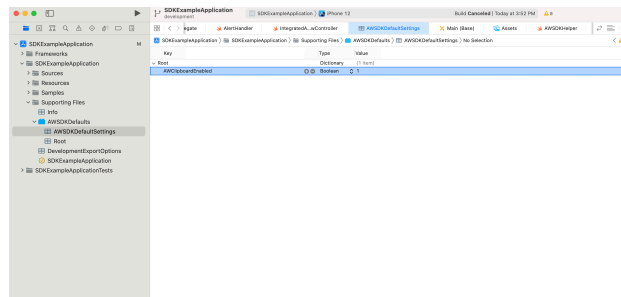 SDKExampleApplication
development
SDKExampleApplication 〉 iPhone 12
Build Canceled | Today at 3:52 PM
9
egate
AlertHandler
IntegratedA...wController
AWSDKDefaultSettings
Main (Base)
Assets
AWSDKHelper
SDKExampleApplication 〉 SDKExampleApplication 〉 Supporting Files 〉 AWSDKDefaults 〉 AWSDKDefaultSettings 〉 No Selection
SDKExampleApplication M
Frameworks
SDKExampleApplication
Sources
Resources
Samples
Supporting Files
Info
AWSDKDefaults
AWSDKDefaultSettings
Root
DevelopmentExportOptions
SDKExampleApplication
SDKExampleApplicationTests
Key Type Value
Root Dictionary (1 item)
AWClipboardEnabled Boolean 1